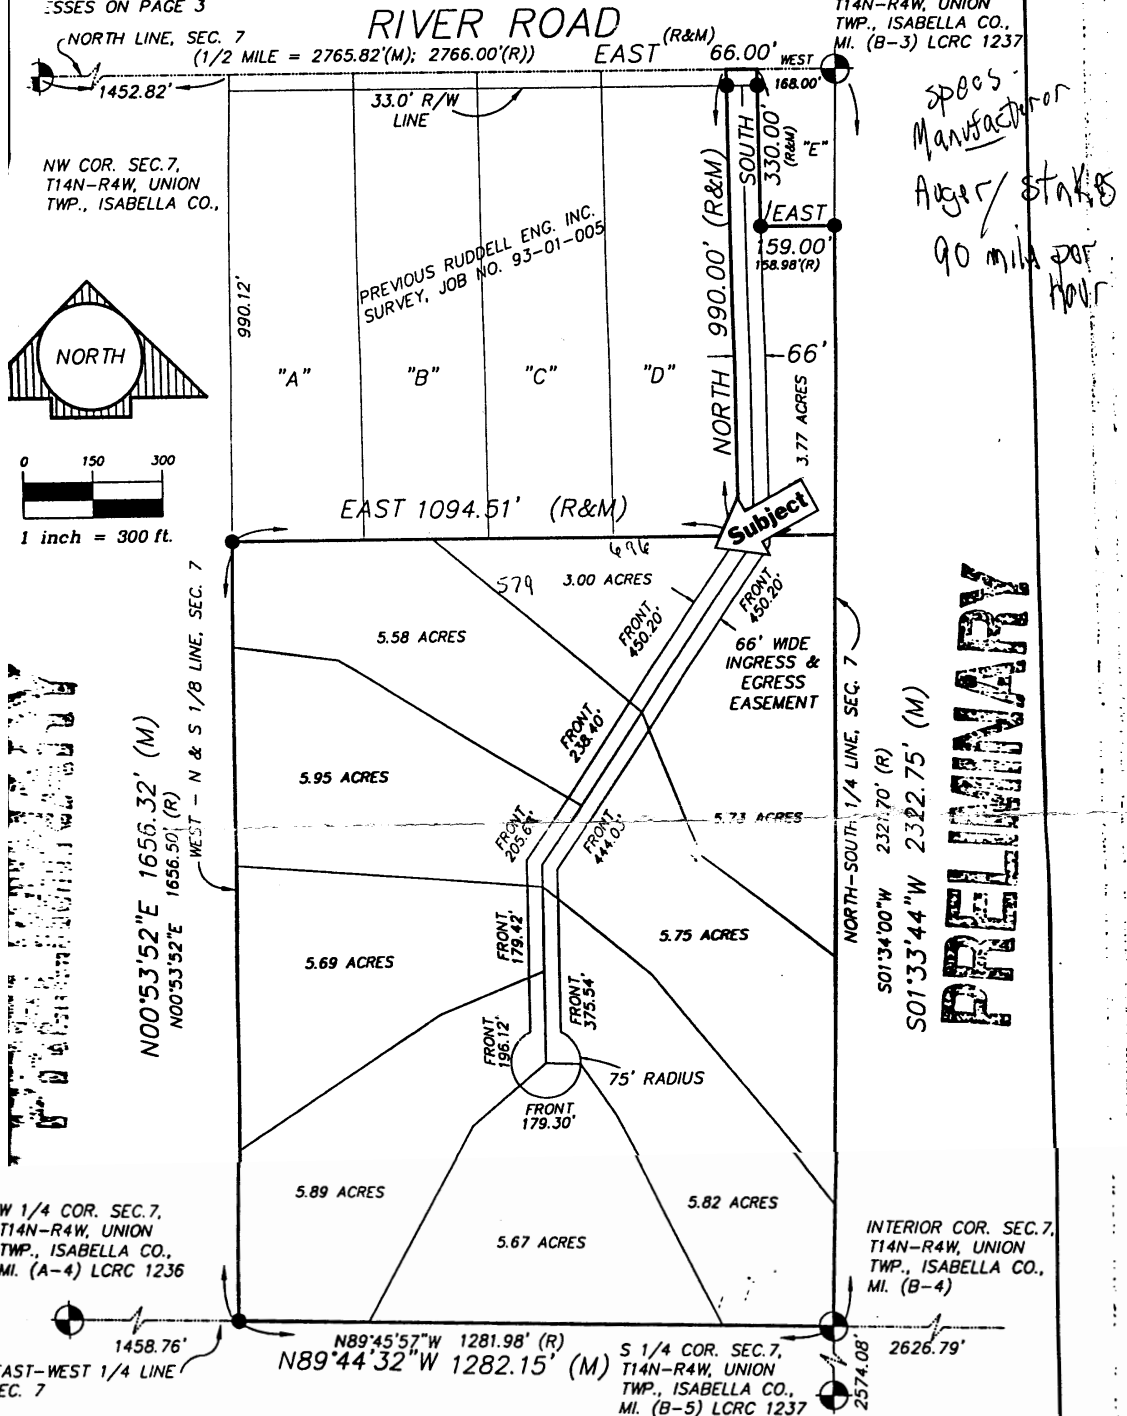 ESSES ON PAGE 3
RIVER ROAD
T14N-R4W, UNION
TWP., ISABELLA CO.,
MI. (B-3) LCRC 1237
NORTH LINE, SEC. 7
(1/2 MILE = 2765.82'(M); 2766.00'(R))
EAST
(R&M)
66.00'
WEST
168.00'
1452.82'
33.0' R/W
LINE
specs
Manufacturor
Auger/ Stakes
90 mils per
Hour
NW COR. SEC.7,
T14N-R4W, UNION
TWP., ISABELLA CO.,
SOUTH
330.00'
(R&M)
"E"
EAST
159.00'
158.98'(R)
PREVIOUS RUDDELL ENG. INC.
SURVEY, JOB NO. 93-01-005
990.12'
NORTH
990.00' (R&M)
66'
3.77 ACRES
NORTH
"A"
"B"
"C"
"D"
0 150 300
1 inch = 300 ft.
EAST 1094.51' (R&M)
Subject
696
579
3.00 ACRES
5.58 ACRES
FRONT
450.20'
FRONT
450.20'
66' WIDE
INGRESS &
EGRESS
EASEMENT
WEST - N & S 1/8 LINE, SEC. 7
N00°53'52"E 1656.32' (M)
N00°53'52"E 1656.50' (R)
5.95 ACRES
FRONT
238.40'
FRONT
205.67'
FRONT
444.03'
5.73 ACRES
NORTH-SOUTH 1/4 LINE, SEC. 7
S01°34'00"W 2321.70' (R)
S01°33'44"W 2322.75' (M)
PRELIMINARY
5.75 ACRES
5.69 ACRES
FRONT
179.42'
FRONT
375.54'
FRONT
196.12'
75' RADIUS
FRONT
179.30'
5.89 ACRES
5.82 ACRES
5.67 ACRES
W 1/4 COR. SEC.7,
T14N-R4W, UNION
TWP., ISABELLA CO.,
MI. (A-4) LCRC 1236
INTERIOR COR. SEC.7,
T14N-R4W, UNION
TWP., ISABELLA CO.,
MI. (B-4)
1458.76'
EAST-WEST 1/4 LINE
SEC. 7
N89°45'57"W 1281.98' (R)
N89°44'32"W 1282.15' (M)
S 1/4 COR. SEC.7,
T14N-R4W, UNION
TWP., ISABELLA CO.,
MI. (B-5) LCRC 1237
2574.08'
2626.79'